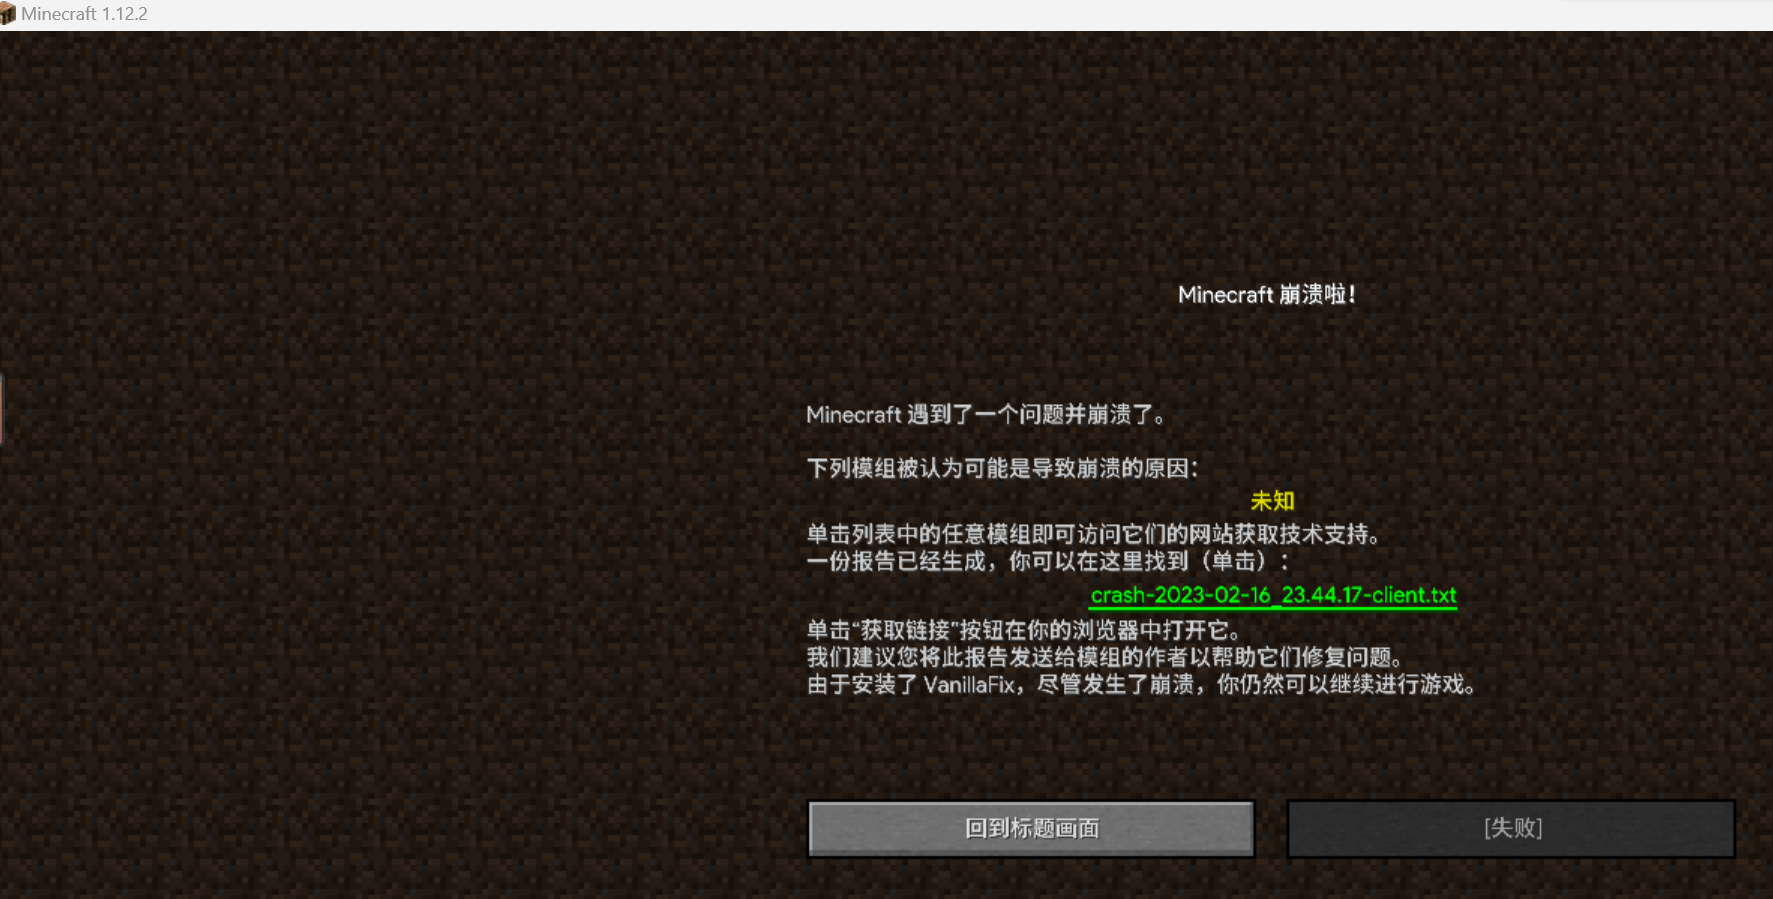 Minecraft 1.12.2
Minecraft 崩溃啦！
Minecraft 遇到了一个问题并崩溃了。
下列模组被认为可能是导致崩溃的原因：
未知
单击列表中的任意模组即可访问它们的网站获取技术支持。
一份报告已经生成，你可以在这里找到（单击）：
crash-2023-02-16_23.44.17-client.txt
单击“获取链接”按钮在你的浏览器中打开它。
我们建议您将此报告发送给模组的作者以帮助它们修复问题。
由于安装了 VanillaFix，尽管发生了崩溃，你仍然可以继续进行游戏。
回到标题画面
[失败]